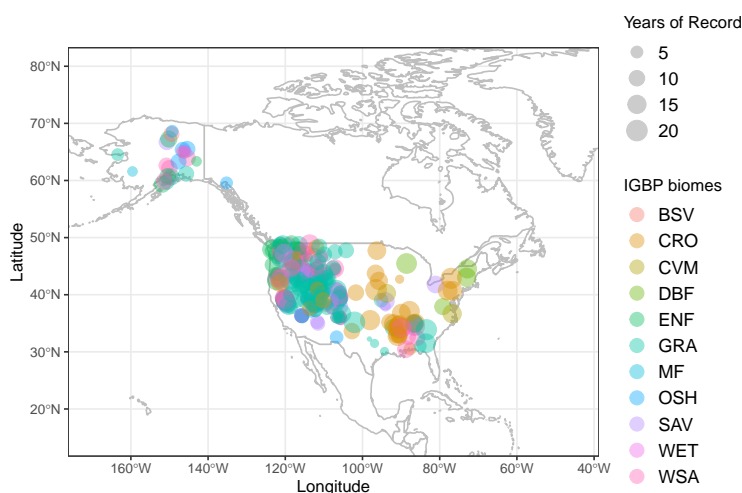 Years of Record
5
10
15
20
IGBP biomes
BSV
CRO
CVM
DBF
ENF
GRA
MF
OSH
SAV
WET
WSA
Latitude
80°N
70°N
60°N
50°N
40°N
30°N
20°N
160°W 140°W 120°W 100°W 80°W 60°W 40°W
Longitude